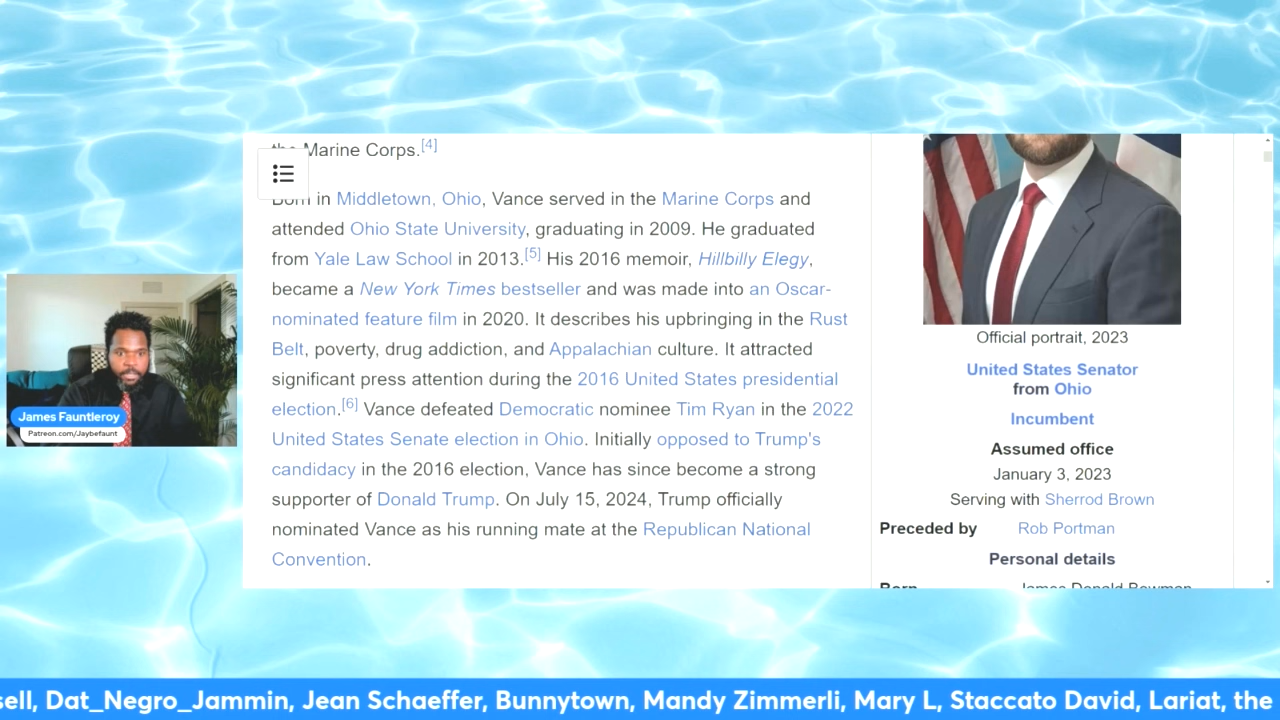 the Marine Corps.[4]
Born in Middletown, Ohio, Vance served in the Marine Corps and
attended Ohio State University, graduating in 2009. He graduated
from Yale Law School in 2013.[5] His 2016 memoir, Hillbilly Elegy,
became a New York Times bestseller and was made into an Oscar-
nominated feature film in 2020. It describes his upbringing in the Rust
Belt, poverty, drug addiction, and Appalachian culture. It attracted
significant press attention during the 2016 United States presidential
election.[6] Vance defeated Democratic nominee Tim Ryan in the 2022
United States Senate election in Ohio. Initially opposed to Trump's
candidacy in the 2016 election, Vance has since become a strong
supporter of Donald Trump. On July 15, 2024, Trump officially
nominated Vance as his running mate at the Republican National
Convention.
Official portrait, 2023
United States Senator
from Ohio
Incumbent
Assumed office
January 3, 2023
Serving with Sherrod Brown
Preceded by Rob Portman
Personal details
Born James Donald Bowman
James Fauntleroy
Patreon.com/Jaybefaunt
sell, Dat_Negro_Jammin, Jean Schaeffer, Bunnytown, Mandy Zimmerli, Mary L, Staccato David, Lariat, the